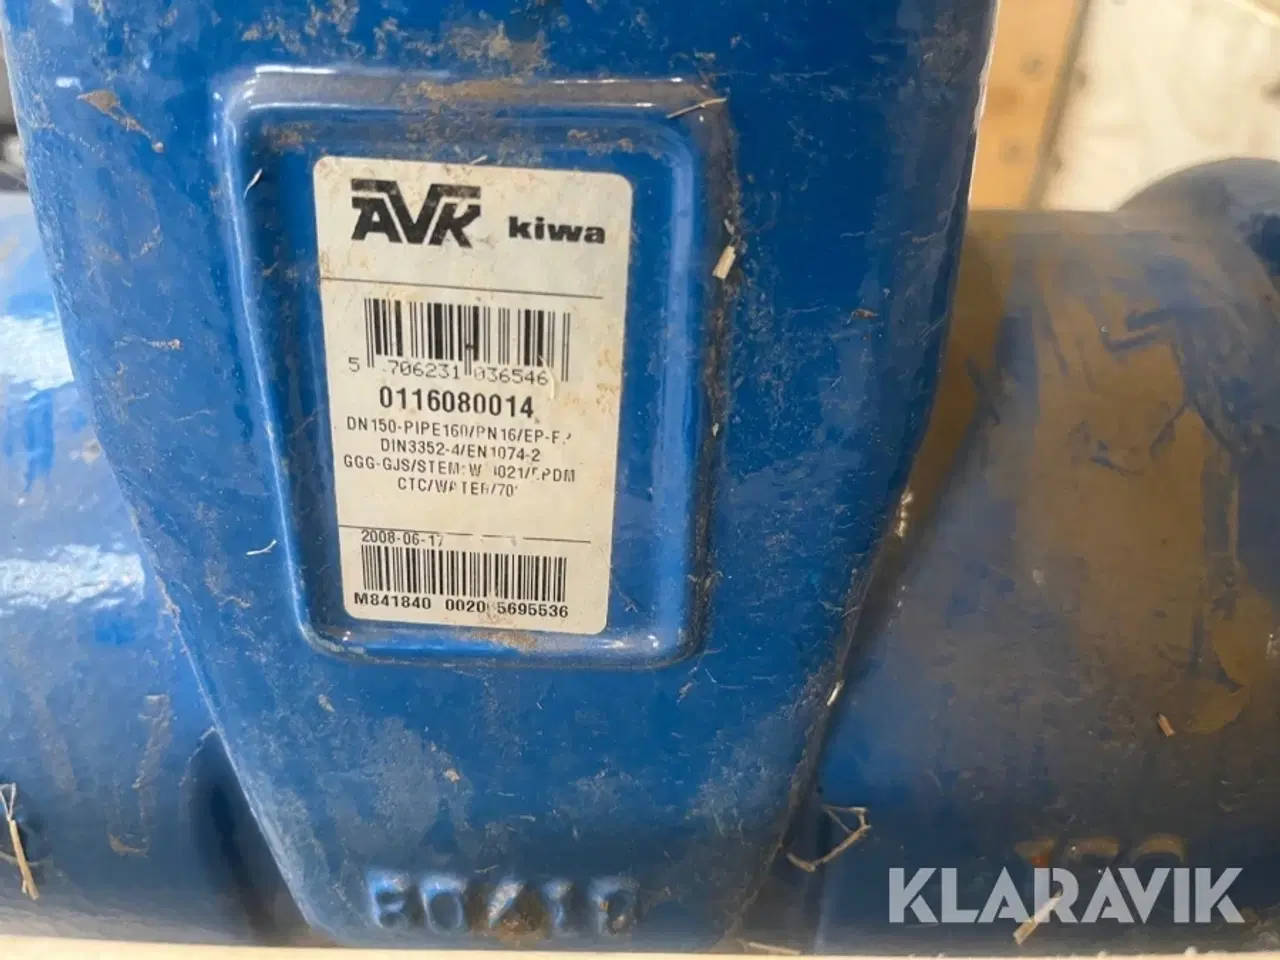 AVK kiwa
5 706231 036546
0116080014
DN150-PIPE160/PN16/EP-
DIN3352-4/EN1074-2
GGG-GJS/STEM:
CTC/WATER/70°
2008-06-17
M841840
KLARAVIK